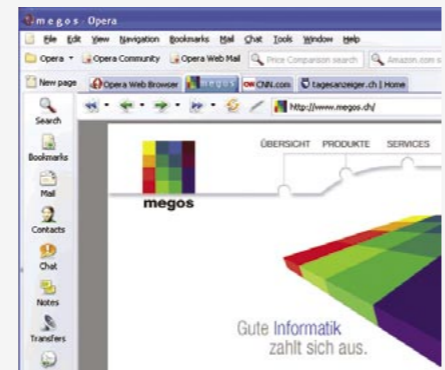 megos - Opera
File Edit View Navigation Bookmarks Mail Chat Tools Window Help
Opera Opera Community Opera Web Mail Price Comparison search Amazon.com s
New page Opera Web Browser megos CNN.com tagesanzeiger.ch | Home
http://www.megos.ch/
Search
Bookmarks
Mail
Contacts
Chat
Notes
Transfers
ÜBERSICHT PRODUKTE SERVICES
megos
Gute Informatik
zahlt sich aus.